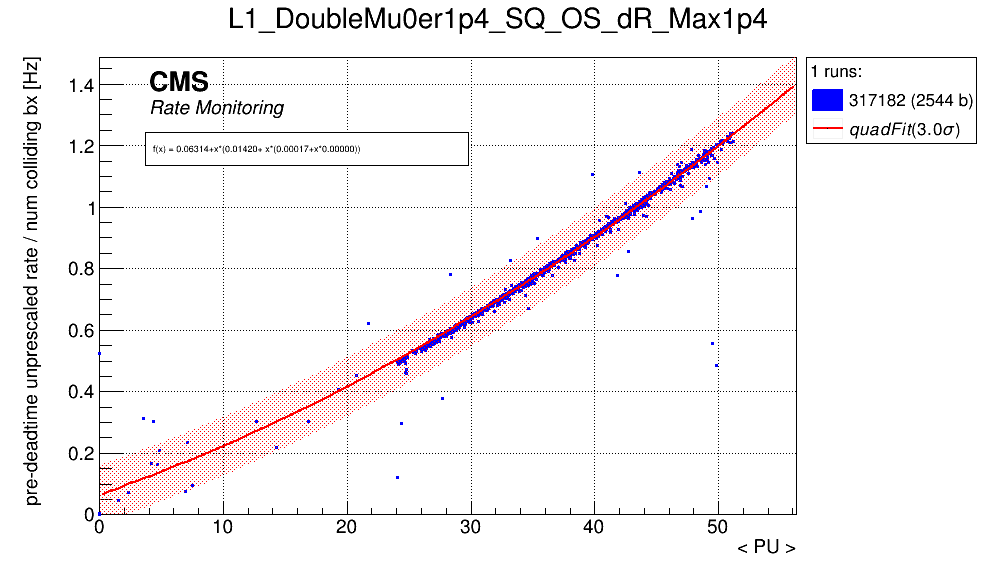 L1_DoubleMu0er1p4_SQ_OS_dR_Max1p4
pre-deadtime unprescaled rate / num colliding bx [Hz]
CMS
Rate Monitoring
f(x) = 0.06314+x*(0.01420+ x*(0.00017+x*0.00000))
1 runs:
317182 (2544 b)
quadFit(3.0σ)
1.4
1.2
1
0.8
0.6
0.4
0.2
0
0 10 20 30 40 50
< PU >